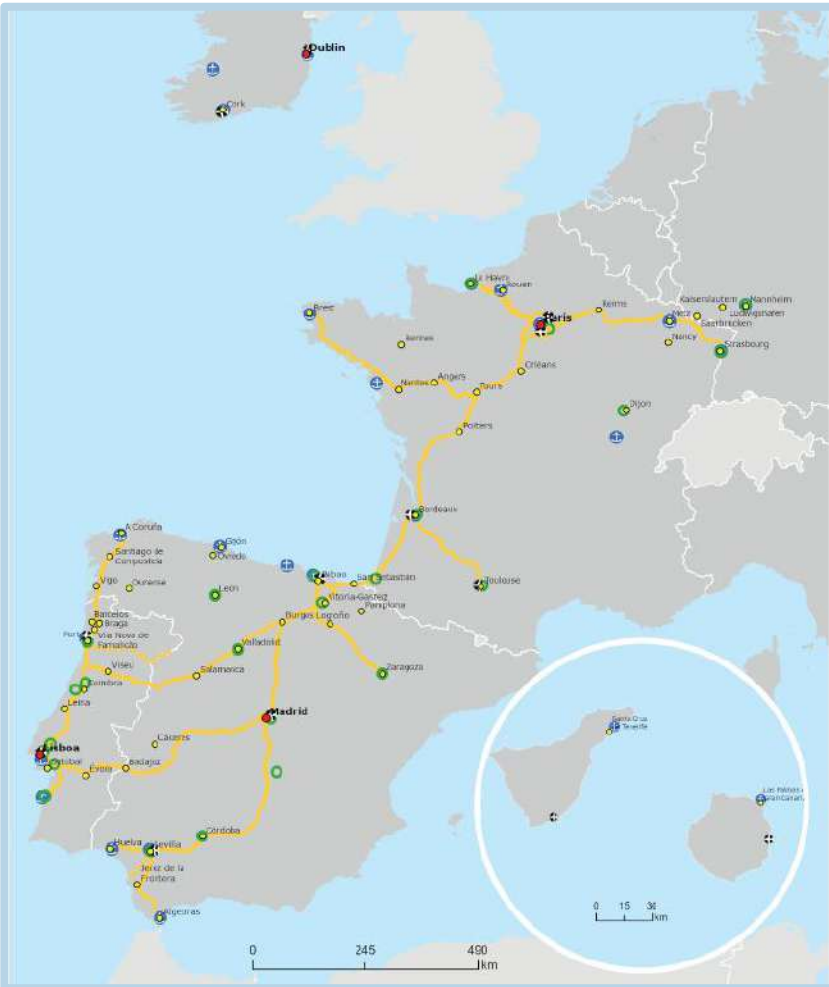 Dublin
Cork
Le Havre
Rouen
Kaiserslautern
Mannheim
Ludwigshafen
Brest
Paris
Reims
Metz
Saarbrücken
Rennes
Nancy
Strasbourg
Orléans
Nantes
Angers
Tours
Dijon
Poitiers
Bordeaux
A Coruña
Gijón
Santiago de
Compostela
Oviedo
Bilbao
San Sebastian
Toulouse
Vigo
Ourense
León
Vitoria-Gasteiz
Pamplona
Barcelos
Braga
Burgos
Logroño
Porto
Vila Nova de
Famalicão
Valladolid
Viseu
Salamanca
Zaragoza
Coimbra
Leiria
Madrid
Santa Cruz
Tenerife
Lisboa
Cáceres
Setúbal
Évora
Badajoz
Las Palmas
Gran Canaria
Córdoba
Huelva
Sevilla
Jerez de la
Frontera
Algeciras
0 15 30
km
0 245 490
km